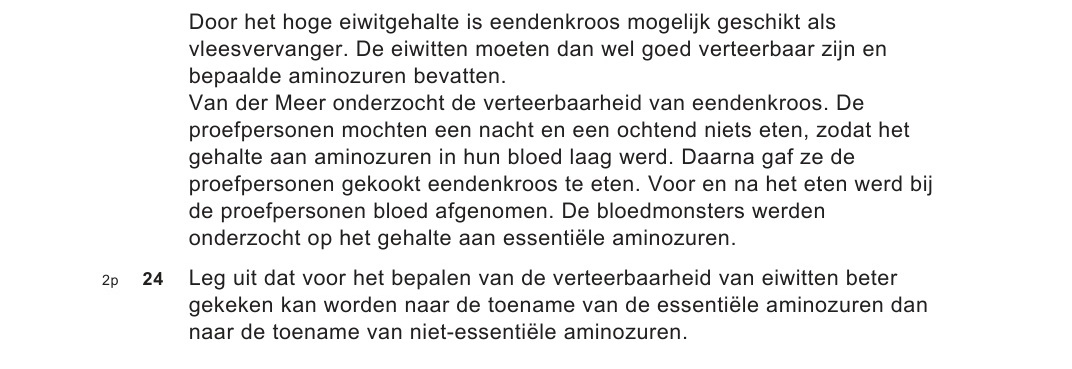 Door het hoge eiwitgehalte is eendenkroos mogelijk geschikt als
vleesvervanger. De eiwitten moeten dan wel goed verteerbaar zijn en
bepaalde aminozuren bevatten.
Van der Meer onderzocht de verteerbaarheid van eendenkroos. De
proefpersonen mochten een nacht en een ochtend niets eten, zodat het
gehalte aan aminozuren in hun bloed laag werd. Daarna gaf ze de
proefpersonen gekookt eendenkroos te eten. Voor en na het eten werd bij
de proefpersonen bloed afgenomen. De bloedmonsters werden
onderzocht op het gehalte aan essentiële aminozuren.
2p 24 Leg uit dat voor het bepalen van de verteerbaarheid van eiwitten beter
gekeken kan worden naar de toename van de essentiële aminozuren dan
naar de toename van niet-essentiële aminozuren.